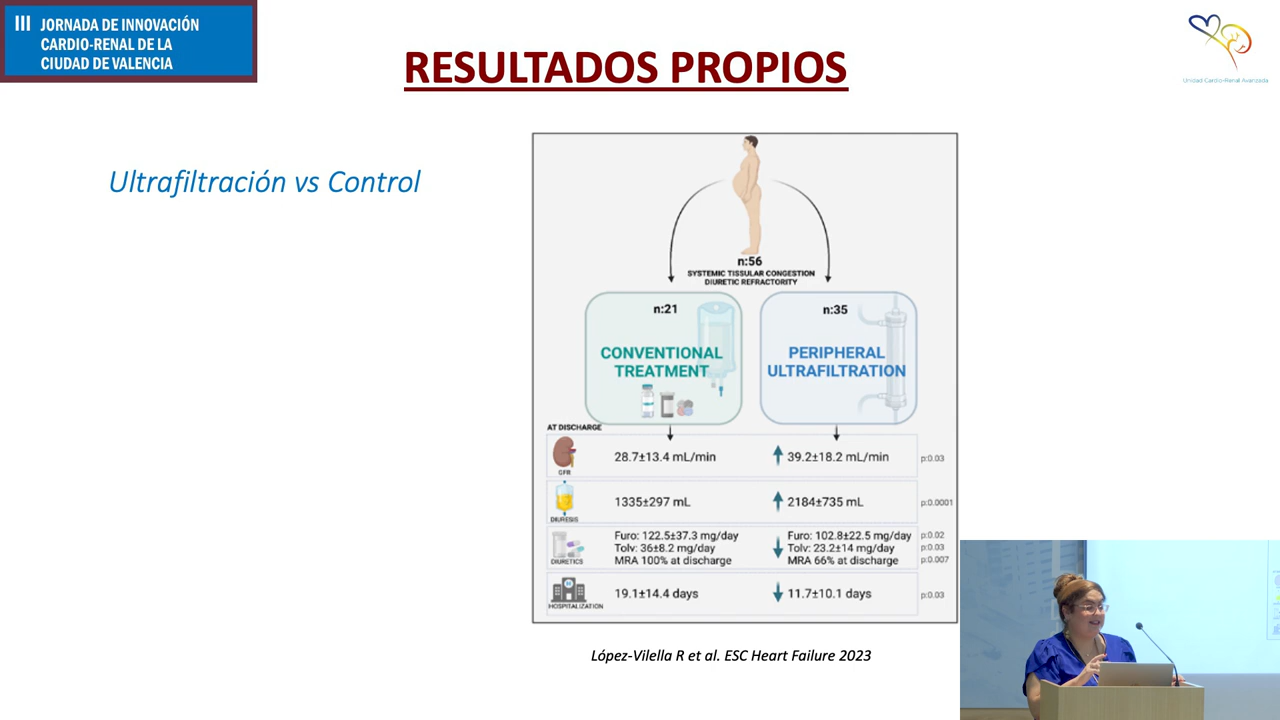 III JORNADA DE INNOVACIÓN
CARDIO-RENAL DE LA
CIUDAD DE VALENCIA
RESULTADOS PROPIOS
Unidad Cardio-Renal Avanzada
Ultrafiltración vs Control
n:56
SYSTEMIC TISSULAR CONGESTION
DIURETIC REFRACTORITY
n:21
CONVENTIONAL
TREATMENT
n:35
PERIPHERAL
ULTRAFILTRATION
AT DISCHARGE
GFR
28.7±13.4 mL/min
39.2±18.2 mL/min
p:0.03
DIURESIS
1335±297 mL
2184±735 mL
p:0.0001
DIURETICS
Furo: 122.5±37.3 mg/day
Tolv: 36±8.2 mg/day
MRA 100% at discharge
Furo: 102.8±22.5 mg/day
Tolv: 23.2±14 mg/day
MRA 66% at discharge
p:0.02
p:0.03
p:0.007
H
HOSPITALIZATION
19.1±14.4 days
11.7±10.1 days
p:0.03
López-Vilella R et al. ESC Heart Failure 2023